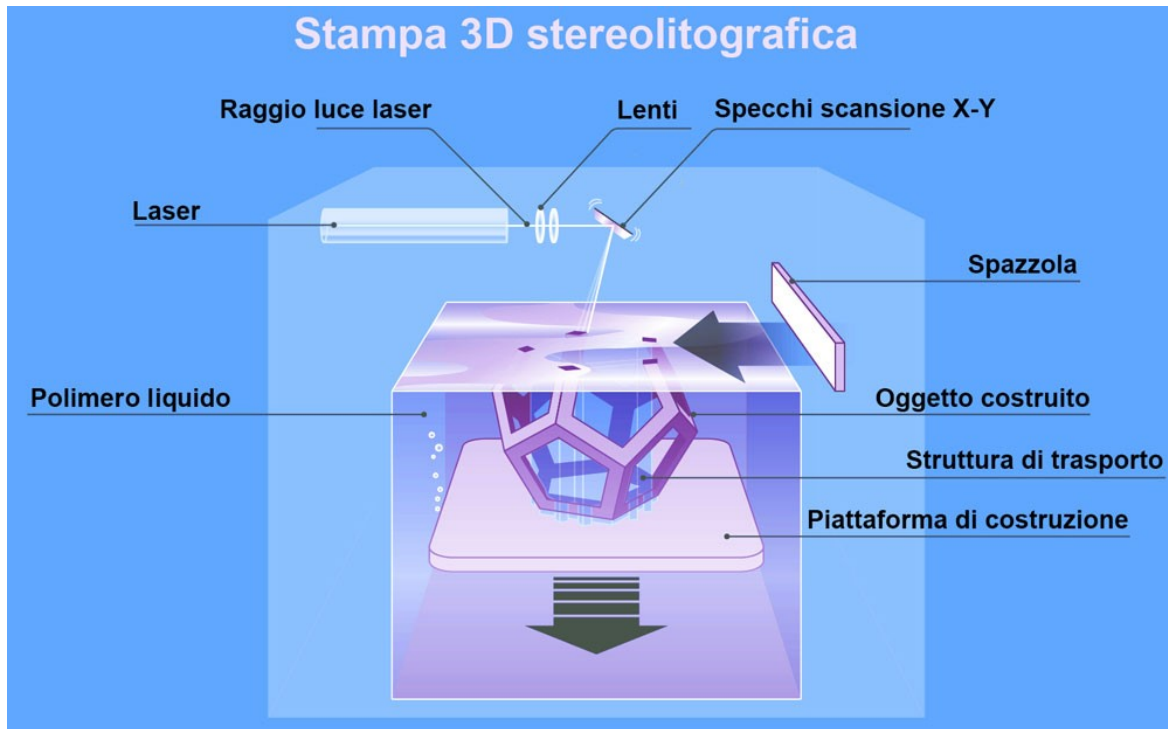 Stampa 3D stereolitografica
Raggio luce laser
Lenti
Specchi scansione X-Y
Laser
Spazzola
Polimero liquido
Oggetto costruito
Struttura di trasporto
Piattaforma di costruzione